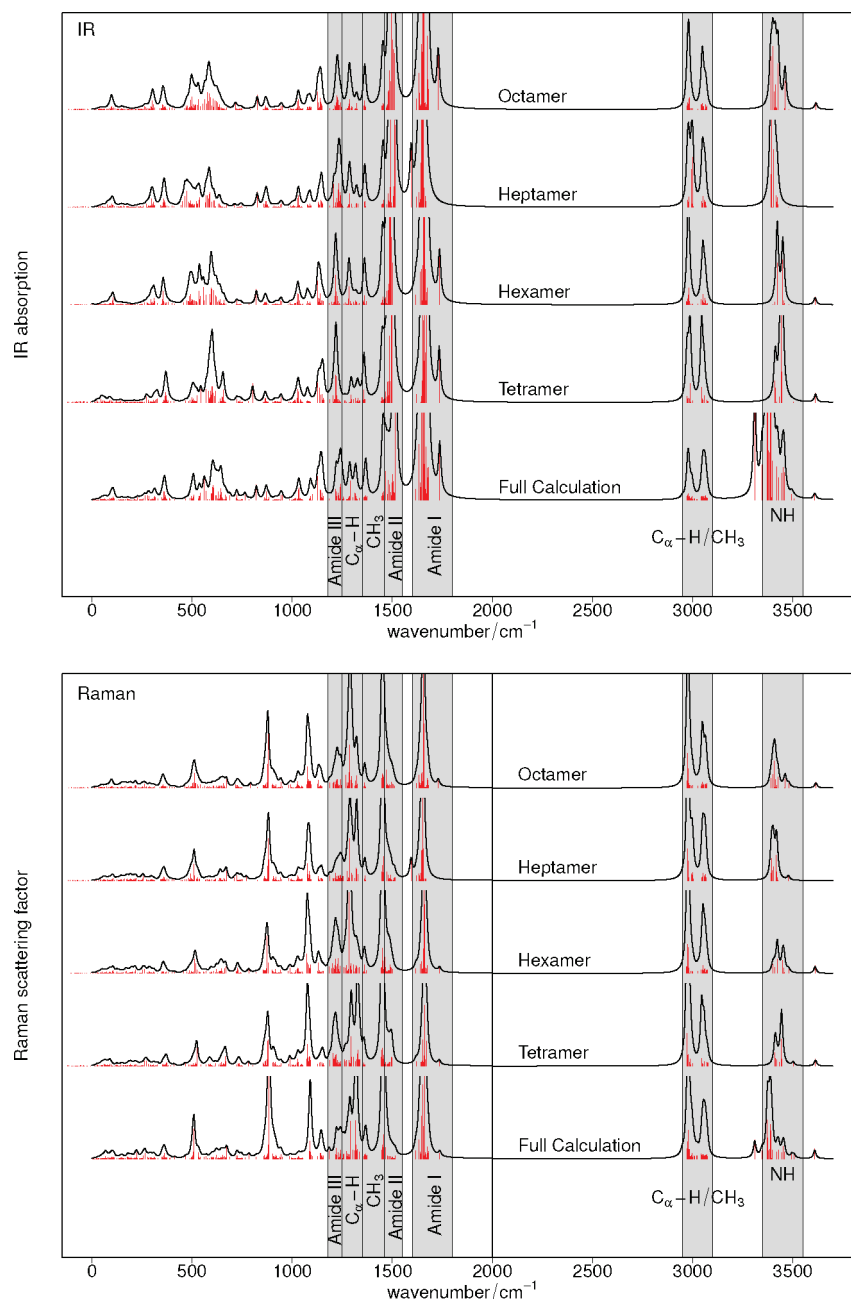 IR
Octamer
Heptamer
Hexamer
Tetramer
Full Calculation
IR absorption
Amide III
Cα−H
CH3
Amide II
Amide I
Cα−H/CH3
NH
0 500 1000 1500 2000 2500 3000 3500
wavenumber/cm−1
Raman
Octamer
Heptamer
Hexamer
Tetramer
Full Calculation
Raman scattering factor
Amide III
Cα−H
CH3
Amide II
Amide I
Cα−H/CH3
NH
0 500 1000 1500 2000 2500 3000 3500
wavenumber/cm−1